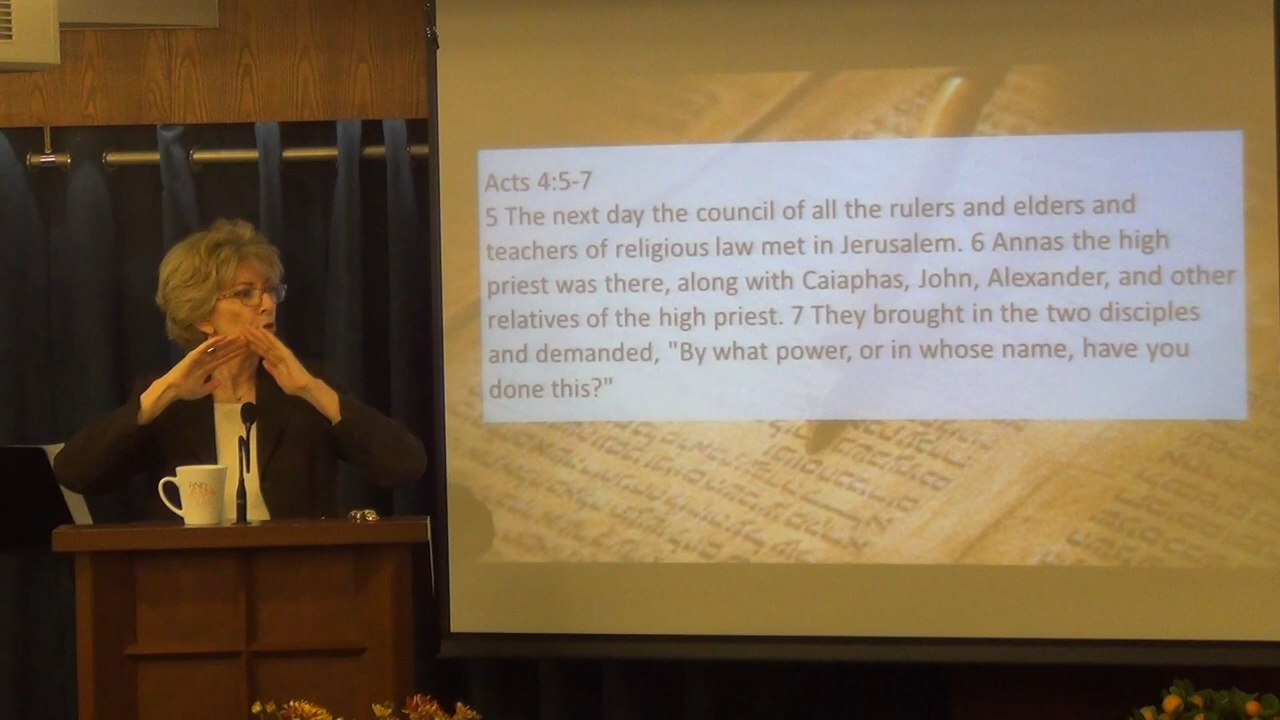 Acts 4:5-7
5 The next day the council of all the rulers and elders and
teachers of religious law met in Jerusalem. 6 Annas the high
priest was there, along with Caiaphas, John, Alexander, and other
relatives of the high priest. 7 They brought in the two disciples
and demanded, "By what power, or in whose name, have you
done this?"